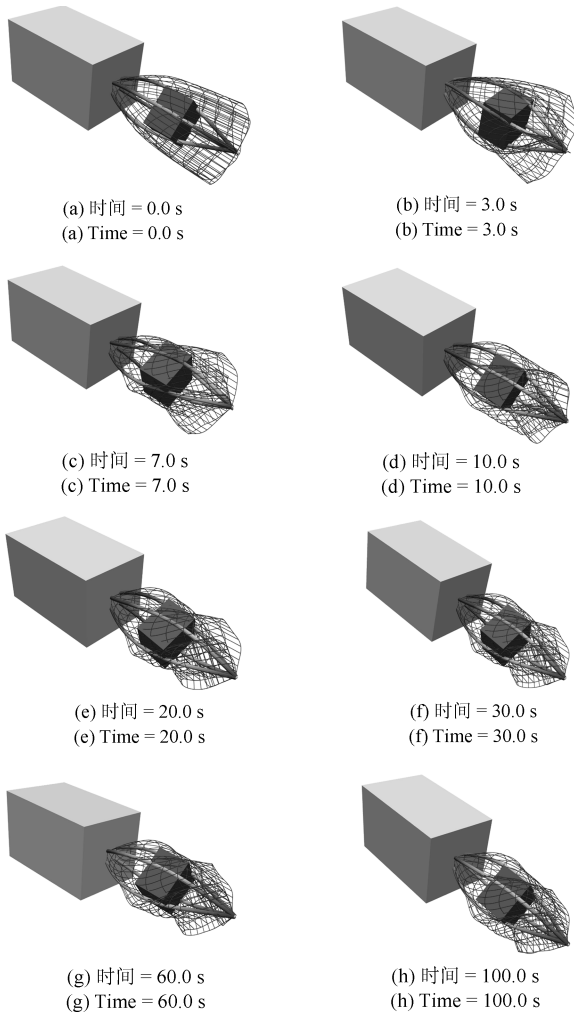 (a) 时间 = 0.0 s
(a) Time = 0.0 s
(b) 时间 = 3.0 s
(b) Time = 3.0 s
(c) 时间 = 7.0 s
(c) Time = 7.0 s
(d) 时间 = 10.0 s
(d) Time = 10.0 s
(e) 时间 = 20.0 s
(e) Time = 20.0 s
(f) 时间 = 30.0 s
(f) Time = 30.0 s
(g) 时间 = 60.0 s
(g) Time = 60.0 s
(h) 时间 = 100.0 s
(h) Time = 100.0 s